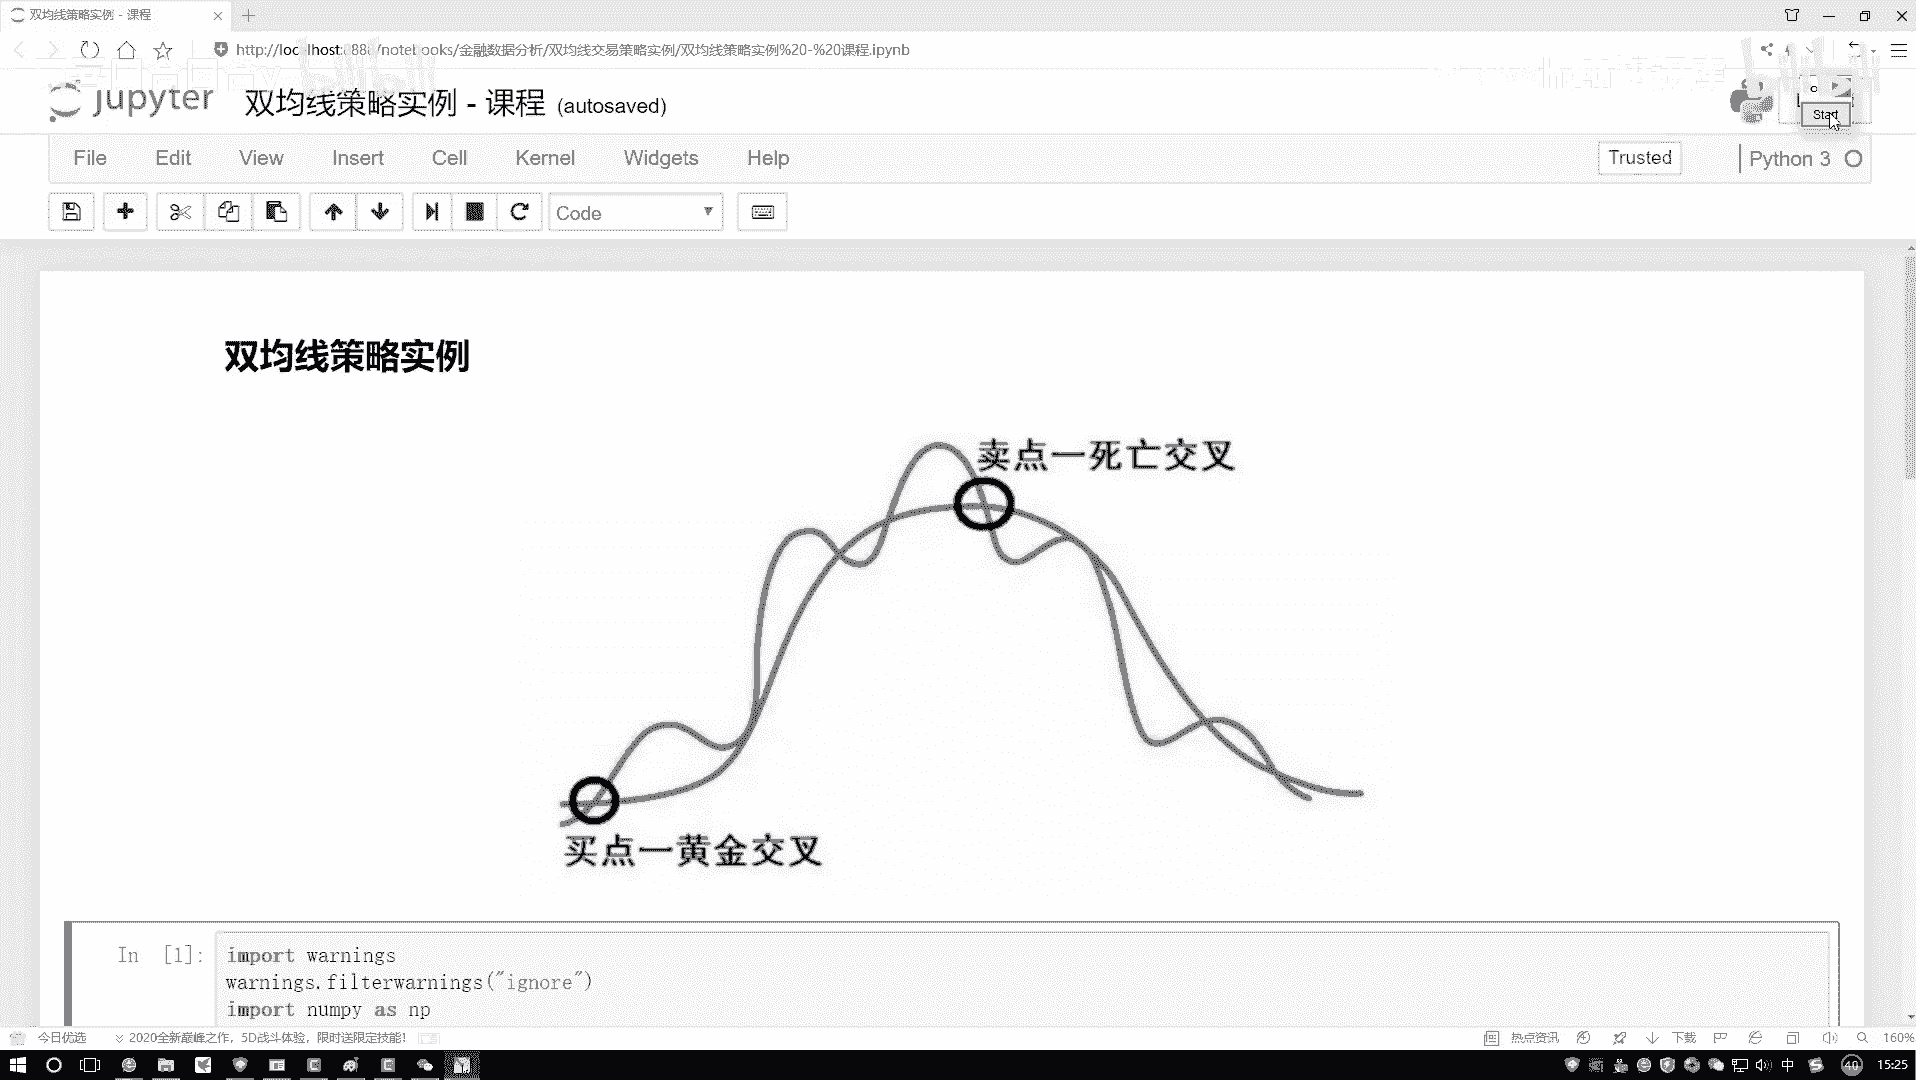 双均线策略实例 - 课程
http://localhost:888/notebooks/金融数据分析/双均线交易策略实例/双均线策略实例%20-%20课程.ipynb
jupyter 双均线策略实例 - 课程 (autosaved)
Start
File Edit View Insert Cell Kernel Widgets Help
Trusted Python 3
Code
双均线策略实例
卖点一死亡交叉
买点一黄金交叉
In [1]:
import warnings
warnings.filterwarnings("ignore")
import numpy as np
今日优选 2020全新巅峰之作，5D战斗体验，限时送限定技能！ 热点资讯 下载 160%
中 40 15:25